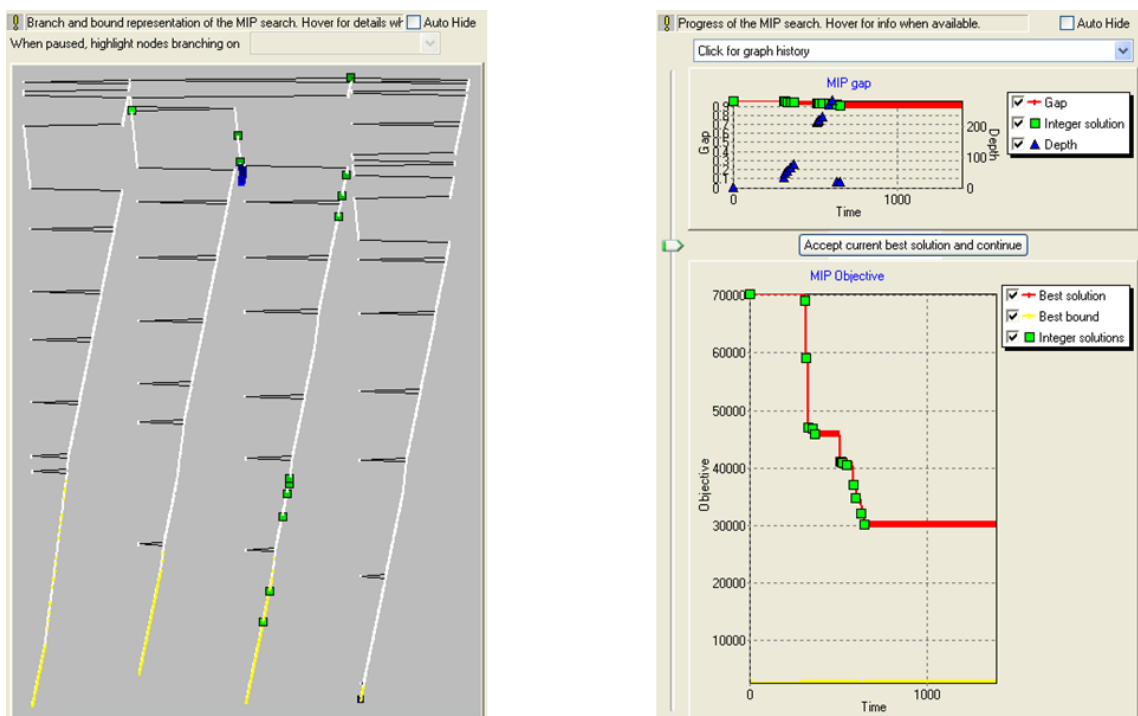 Branch and bound representation of the MIP search. Hover for details wh
Auto Hide
When paused, highlight nodes branching on
Progress of the MIP search. Hover for info when available.
Auto Hide
Click for graph history
MIP gap
0.9
0.8
0.7
0.6
0.5
0.4
0.3
0.2
0.1
0
Gap
200
100
0
Depth
0
1000
Time
Gap
Integer solution
Depth
Accept current best solution and continue
MIP Objective
70000
60000
50000
40000
30000
20000
10000
Objective
0
1000
Time
Best solution
Best bound
Integer solutions